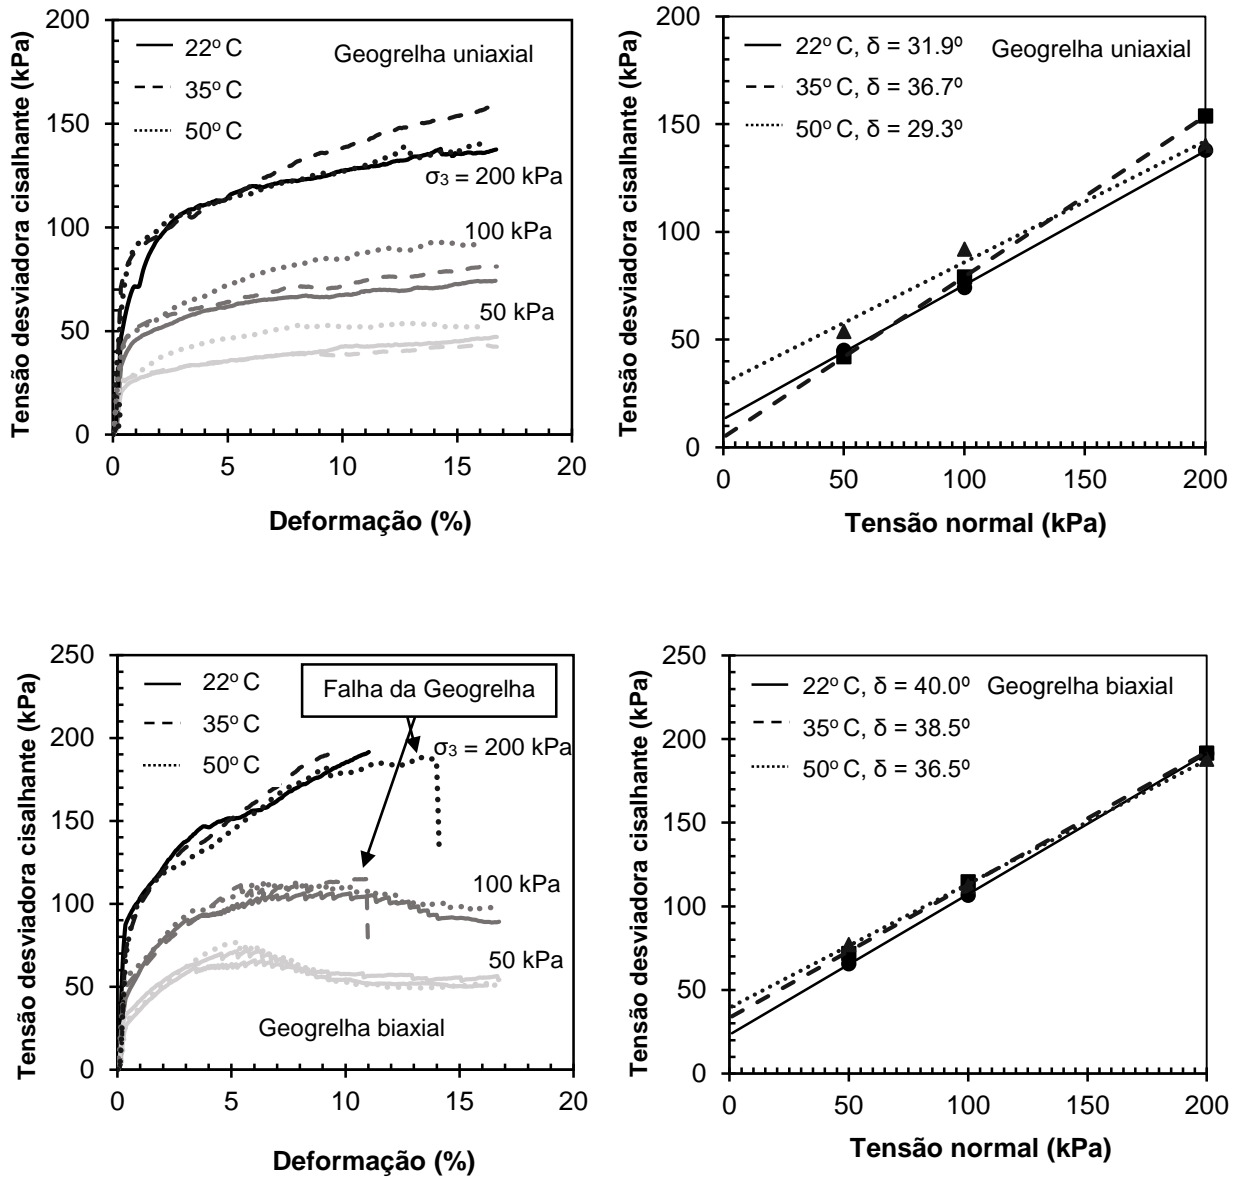 Tensão desviadora cisalhante (kPa)
200
150
100
50
0
22º C
35º C
50º C
Geogrelha uniaxial
σ3 = 200 kPa
100 kPa
50 kPa
0 5 10 15 20
Deformação (%)
Tensão desviadora cisalhante (kPa)
200
150
100
50
0
22º C, δ = 31.9º
35º C, δ = 36.7º
50º C, δ = 29.3º
Geogrelha uniaxial
0 50 100 150 200
Tensão normal (kPa)
Tensão desviadora cisalhante (kPa)
250
200
150
100
50
0
22º C
35º C
50º C
Falha da Geogrelha
σ3 = 200 kPa
100 kPa
50 kPa
Geogrelha biaxial
0 5 10 15 20
Deformação (%)
Tensão desviadora cisalhante (kPa)
250
200
150
100
50
0
22º C, δ = 40.0º
35º C, δ = 38.5º
50º C, δ = 36.5º
Geogrelha biaxial
0 50 100 150 200
Tensão normal (kPa)